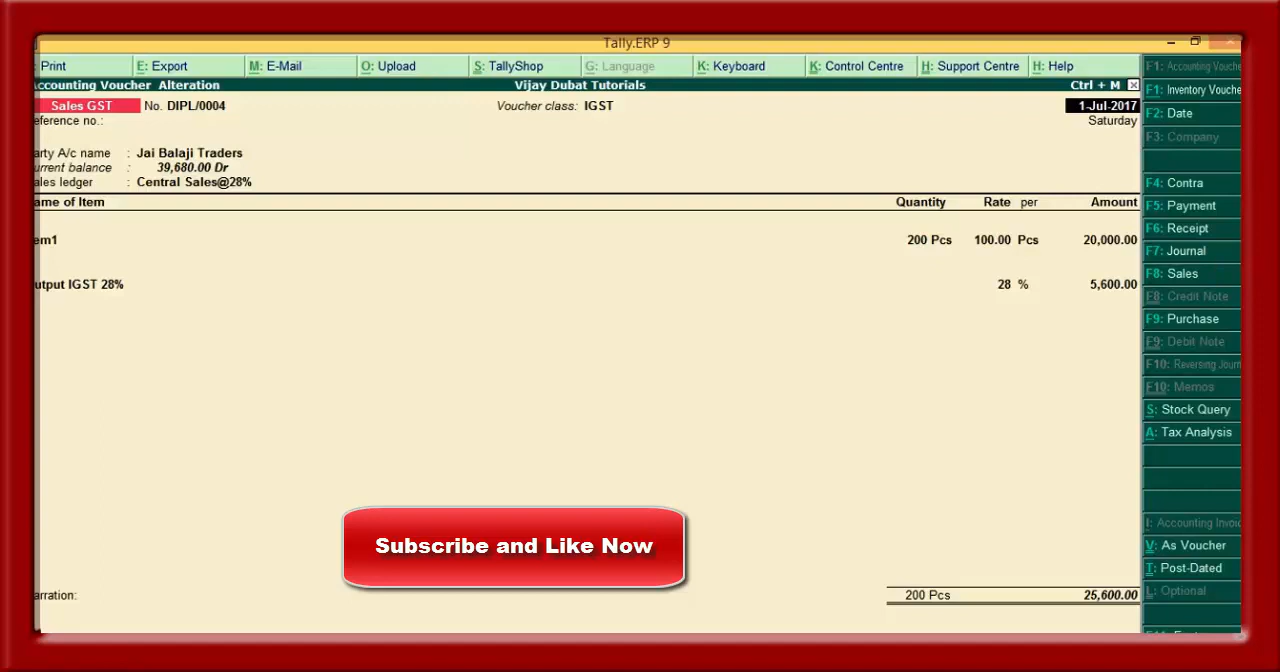 Tally.ERP 9
Print E: Export M: E-Mail O: Upload S: TallyShop G: Language K: Keyboard K: Control Centre H: Support Centre H: Help
Accounting Voucher Alteration Vijay Dubat Tutorials Ctrl + M
Sales GST No. DIPL/0004 Voucher class: IGST 1-Jul-2017
eference no.: Saturday
arty A/c name : Jai Balaji Traders
urrent balance : 39,680.00 Dr
ales ledger : Central Sales@28%
ame of Item Quantity Rate per Amount
em1 200 Pcs 100.00 Pcs 20,000.00
utput IGST 28% 28 % 5,600.00
Subscribe and Like Now
arration: 200 Pcs 25,600.00
F1: Accounting Vouche
F1: Inventory Vouche
F2: Date
F3: Company
F4: Contra
F5: Payment
F6: Receipt
F7: Journal
F8: Sales
F8: Credit Note
F9: Purchase
F9: Debit Note
F10: Reversing Journ
F10: Memos
S: Stock Query
A: Tax Analysis
I: Accounting Invoic
V: As Voucher
T: Post-Dated
L: Optional